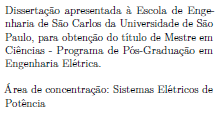 Dissertação apresentada à Escola de Enge-
nharia de São Carlos da Universidade de São
Paulo, para obtenção do título de Mestre em
Ciências - Programa de Pós-Graduação em
Engenharia Elétrica.
Área de concentração: Sistemas Elétricos de
Potência